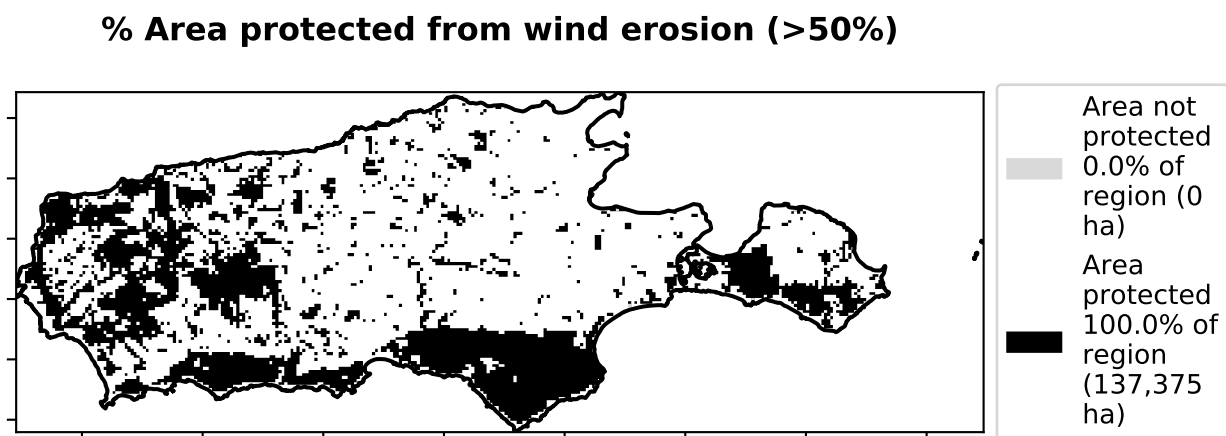 % Area protected from wind erosion (>50%)
Area not
protected
0.0% of
region (0
ha)
Area
protected
100.0% of
region
(137,375
ha)